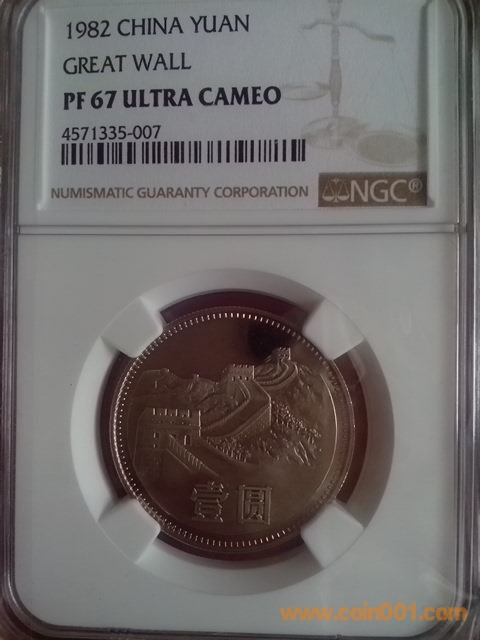 1982 CHINA YUAN
GREAT WALL
PF 67 ULTRA CAMEO
4571335-007
NUMISMATIC GUARANTY CORPORATION NGC®
壹圆
www.coin001.com